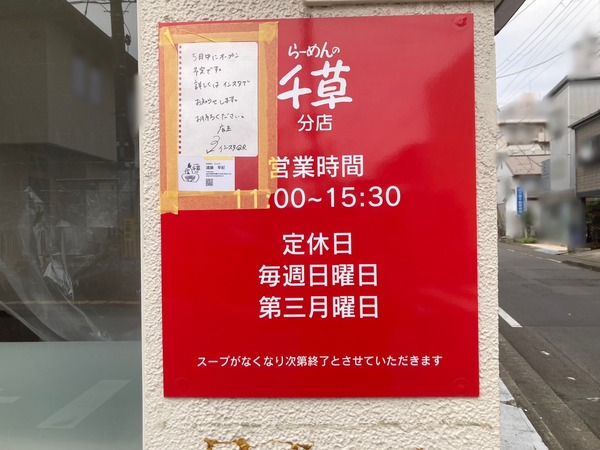 5月中にオープン
予定です。
詳しくはインスタで
お知らせします。
お待ちください。
店主
インスタQR
らーめんの
千草
分店
営業時間
11:00~15:30
定休日
毎週日曜日
第三月曜日
スープがなくなり次第終了とさせていただきます